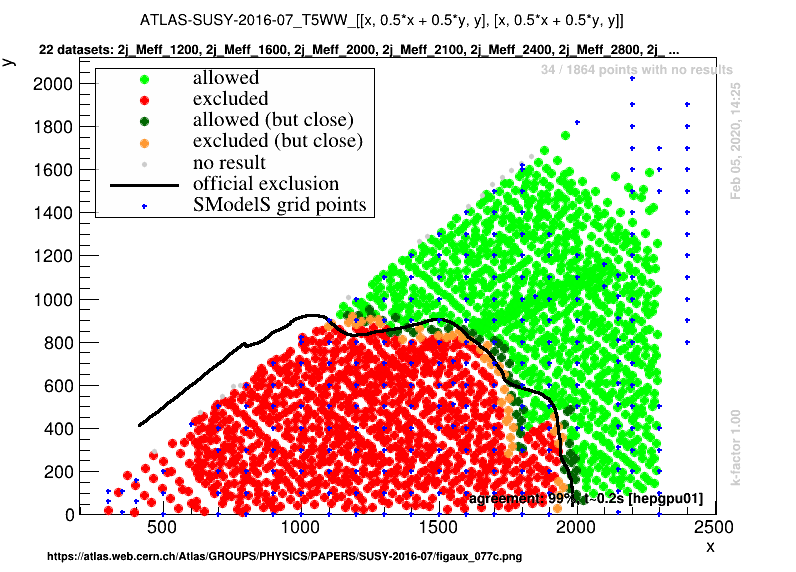 ATLAS-SUSY-2016-07_T5WW_[[x, 0.5*x + 0.5*y, y], [x, 0.5*x + 0.5*y, y]]
22 datasets: 2j_Meff_1200, 2j_Meff_1600, 2j_Meff_2000, 2j_Meff_2100, 2j_Meff_2400, 2j_Meff_2800, 2j_ ...
y
34 / 1864 points with no results
allowed
excluded
allowed (but close)
excluded (but close)
no result
official exclusion
SModelS grid points
Feb 05, 2020, 14:25
2000
1800
1600
1400
1200
1000
800
600
400
200
0
k-factor 1.00
agreement: 99%, t~0.2s [hepgpu01]
500
1000
1500
2000
2500
x
https://atlas.web.cern.ch/Atlas/GROUPS/PHYSICS/PAPERS/SUSY-2016-07/figaux_077c.png